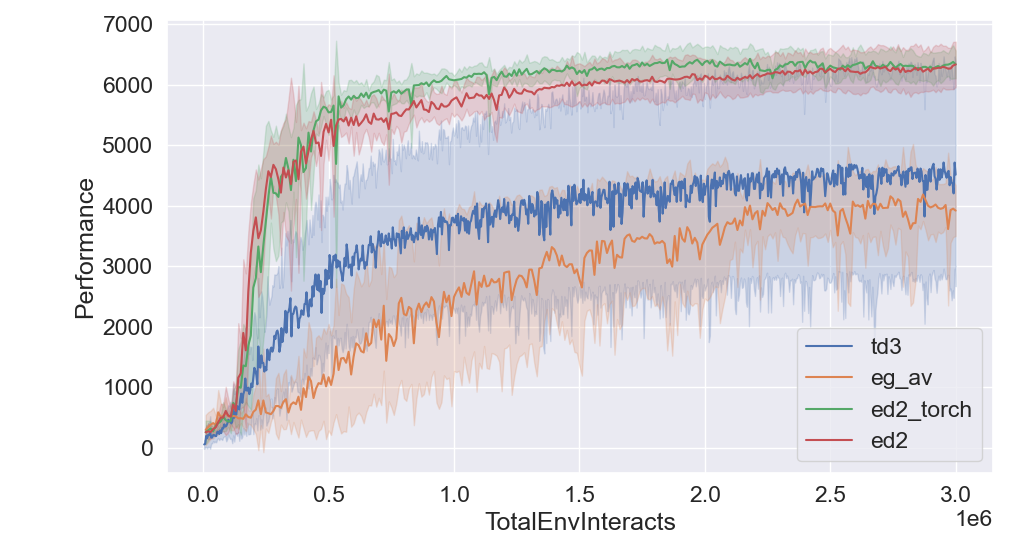 7000
6000
5000
4000
3000
2000
1000
0
Performance
0.0 0.5 1.0 1.5 2.0 2.5 3.0
1e6
TotalEnvInteracts
td3
eg_av
ed2_torch
ed2